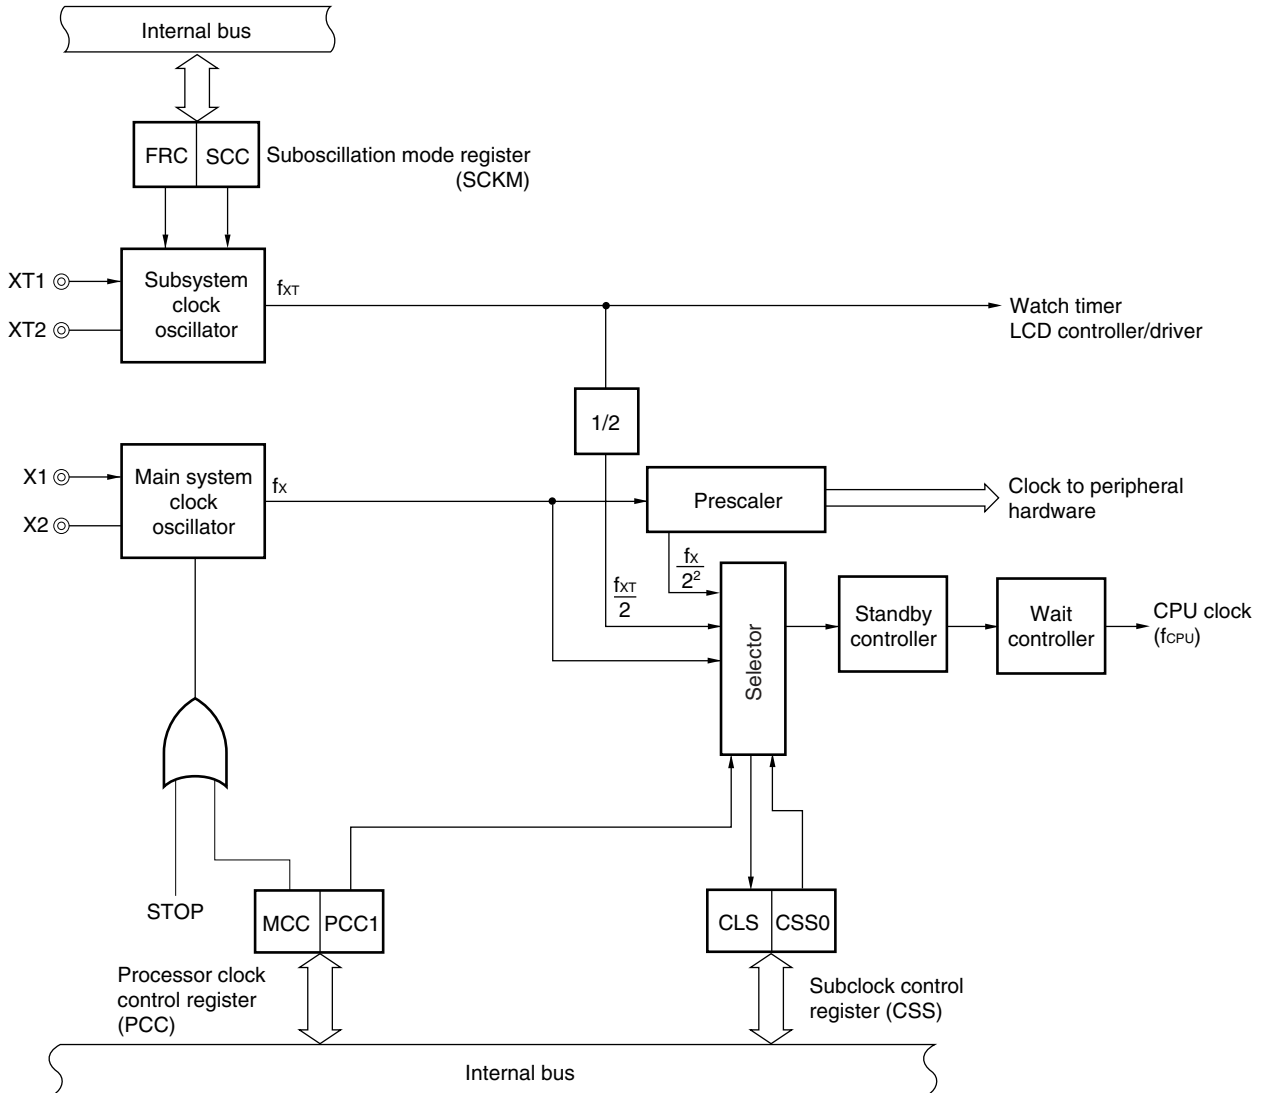 Internal bus
FRC
SCC
Suboscillation mode register
(SCKM)
XT1
XT2
Subsystem
clock
oscillator
fXT
Watch timer
LCD controller/driver
1/2
X1
X2
Main system
clock
oscillator
fX
Prescaler
Clock to peripheral
hardware
fX
2²
fXT
2
Selector
Standby
controller
Wait
controller
CPU clock
(fCPU)
STOP
MCC
PCC1
CLS
CSS0
Processor clock
control register
(PCC)
Subclock control
register (CSS)
Internal bus